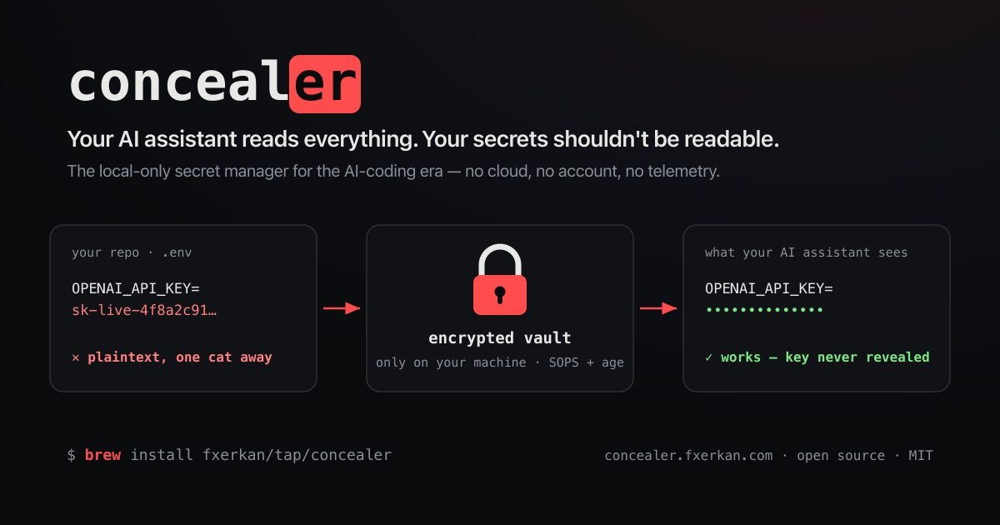 concealer
Your AI assistant reads everything. Your secrets shouldn't be readable.
The local-only secret manager for the AI-coding era — no cloud, no account, no telemetry.
your repo · .env
OPENAI_API_KEY=
sk-live-4f8a2c91…
× plaintext, one cat away
encrypted vault
only on your machine · SOPS + age
what your AI assistant sees
OPENAI_API_KEY=
••••••••••••••
✓ works — key never revealed
$ brew install fxerkan/tap/concealer
concealer.fxerkan.com · open source · MIT